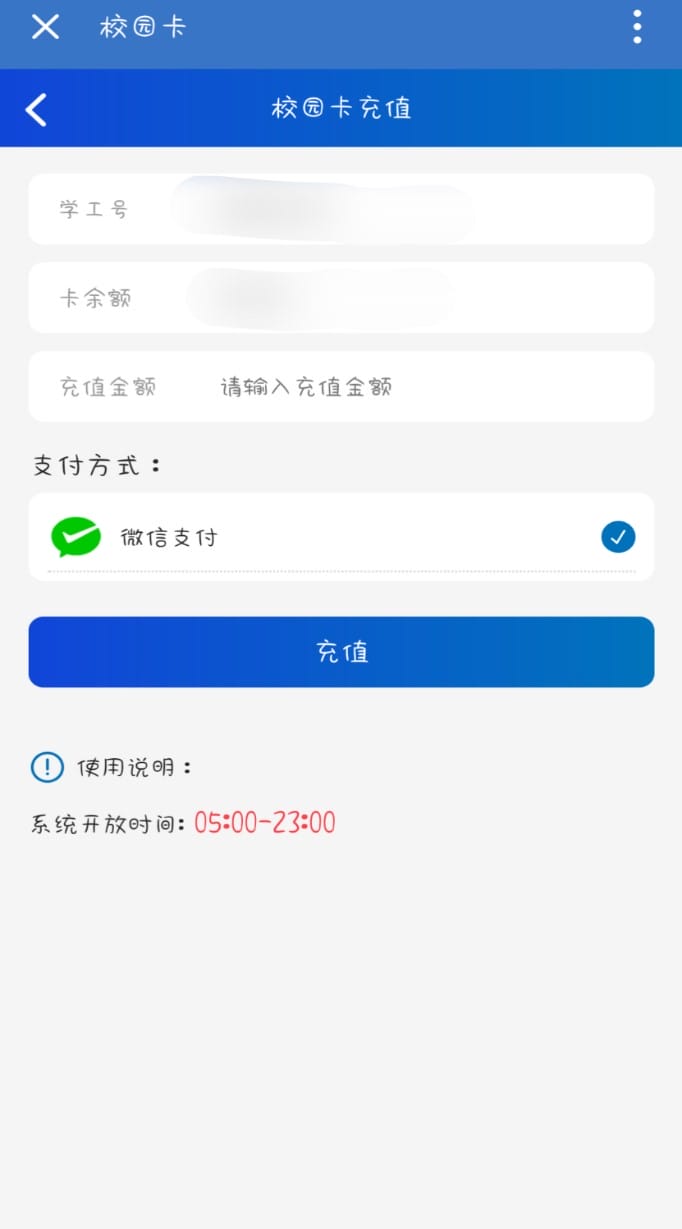 校园卡
校园卡充值
学工号
卡余额
充值金额 请输入充值金额
支付方式：
微信支付
充值
使用说明：
系统开放时间：05:00-23:00